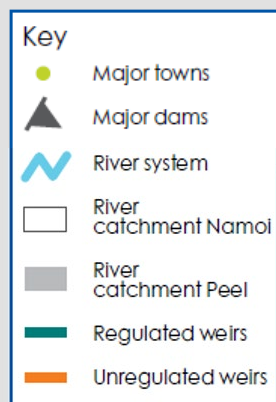 Key
Major towns
Major dams
River system
River
catchment Namoi
River
catchment Peel
Regulated weirs
Unregulated weirs